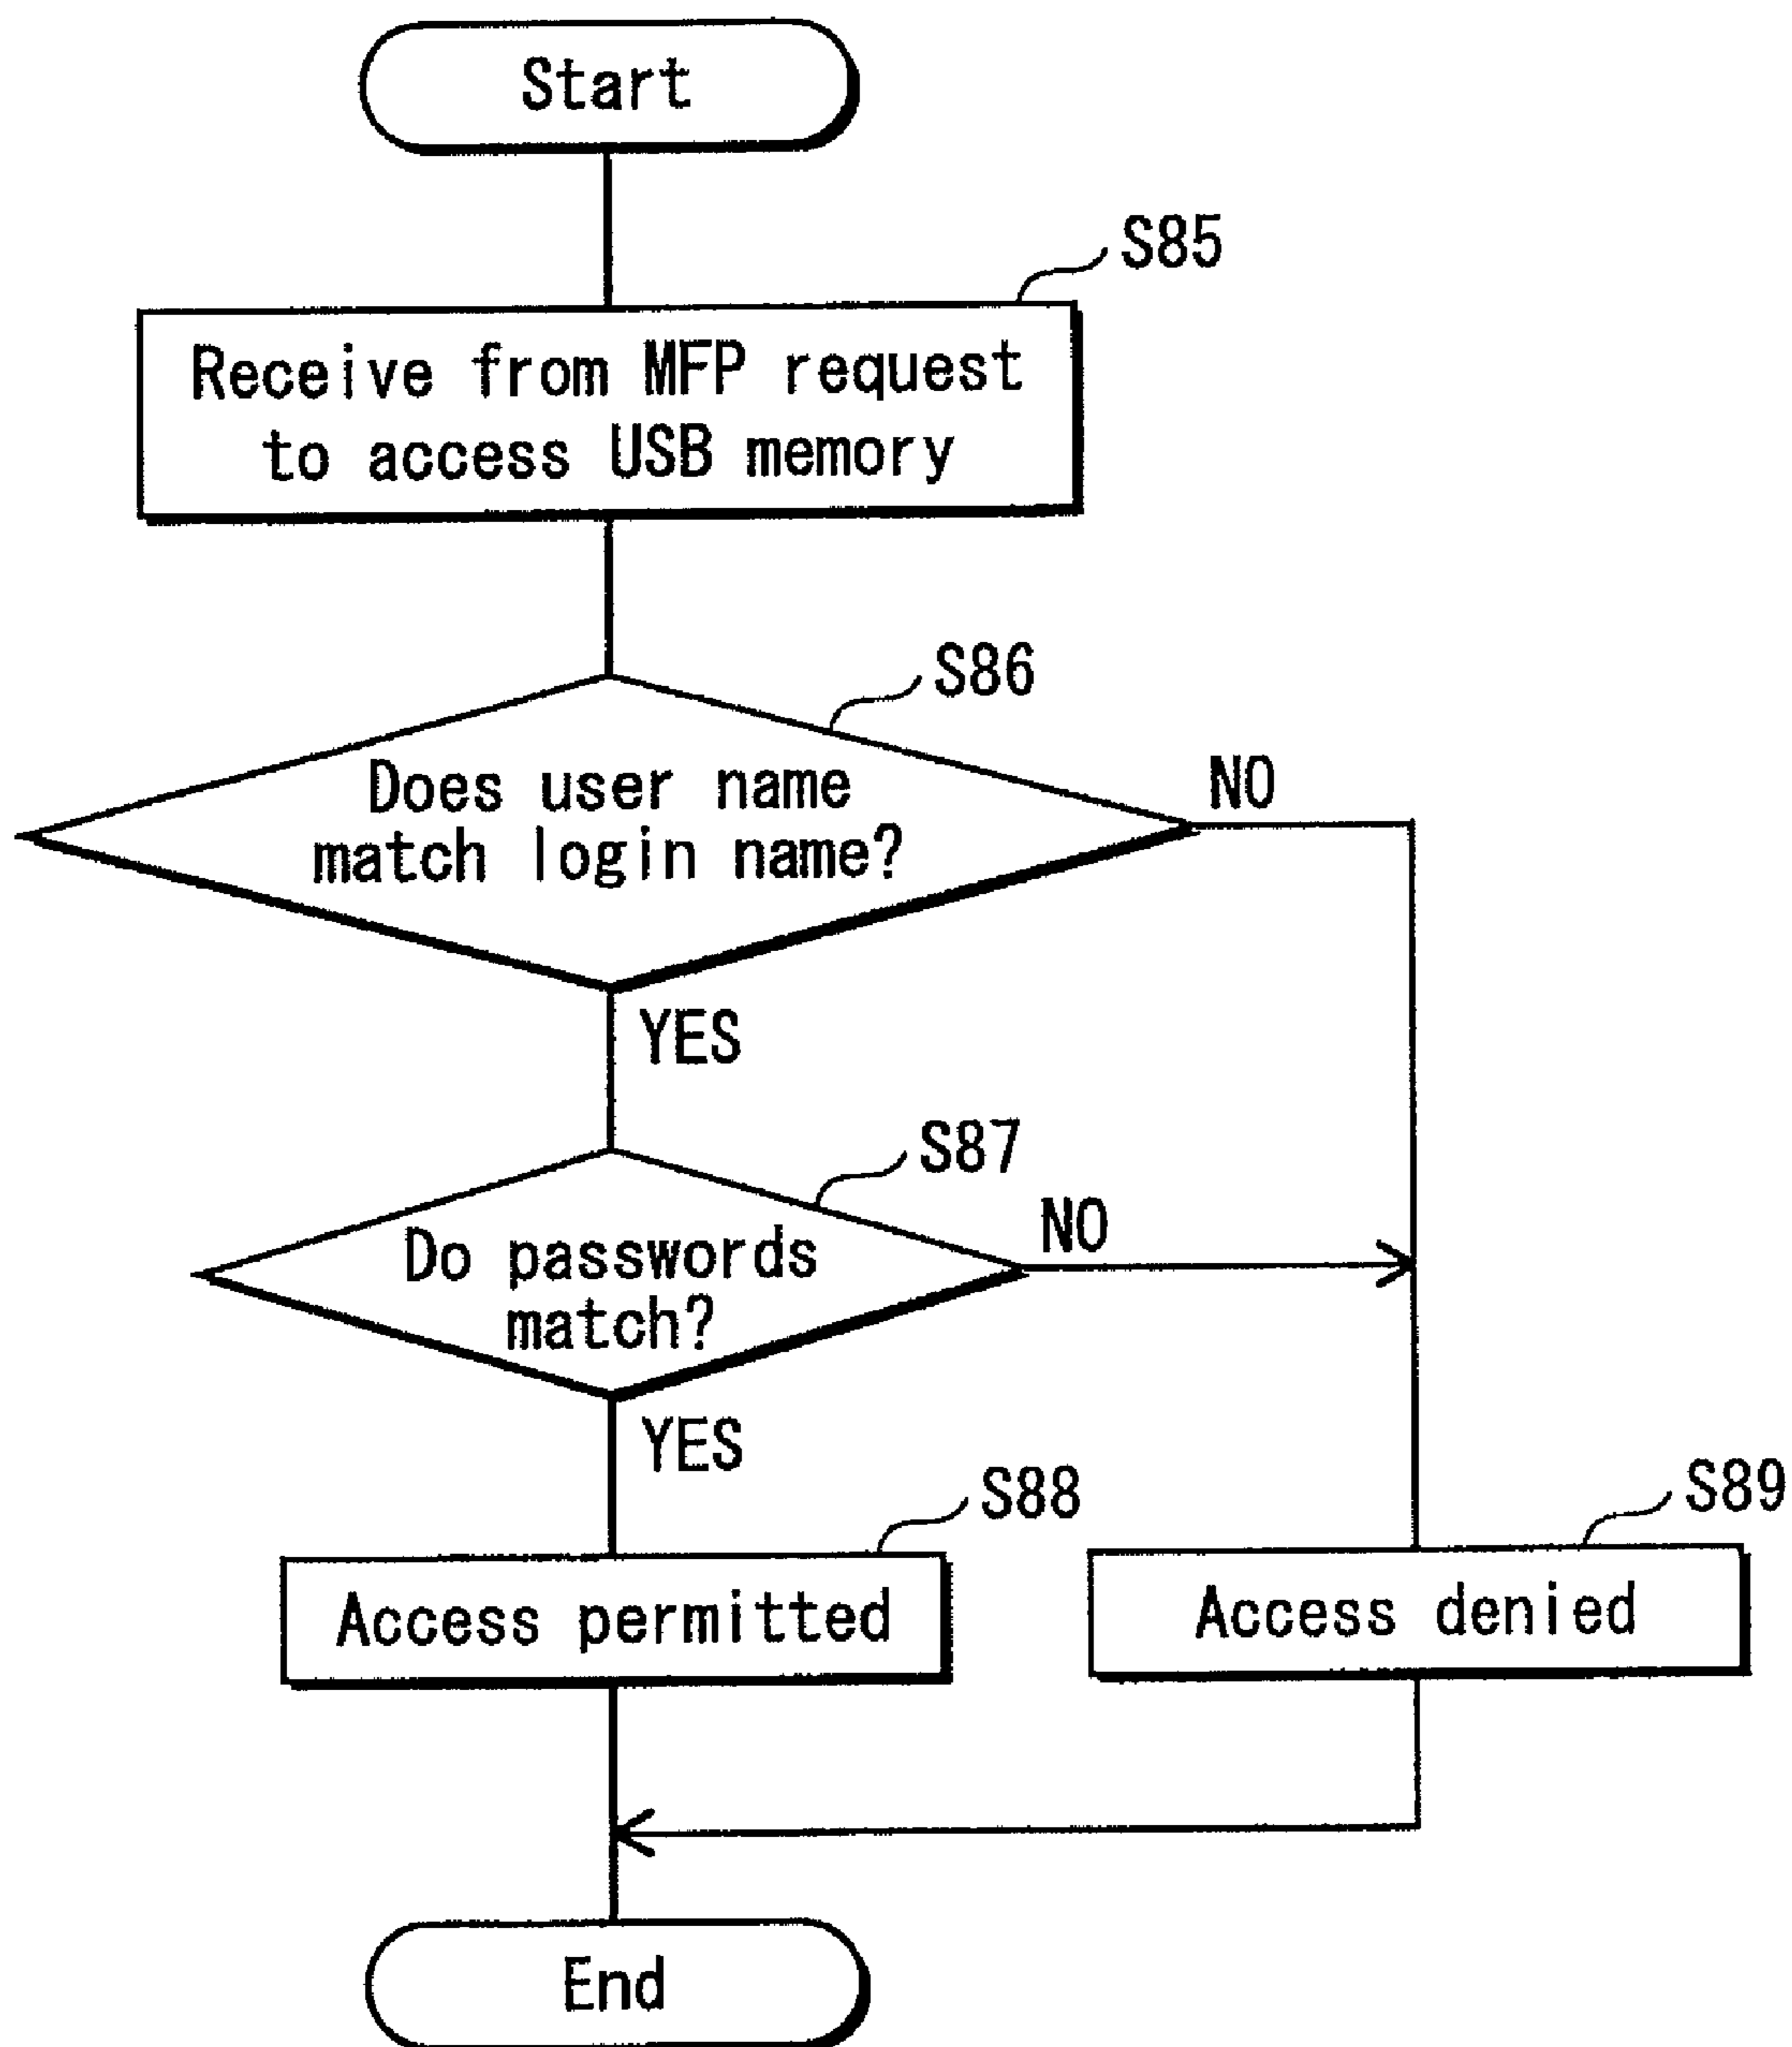 Start
S85
Receive from MFP request
to access USB memory
S86
Does user name
match login name?
NO
YES
S87
Do passwords
match?
NO
YES
S88
Access permitted
S89
Access denied
End